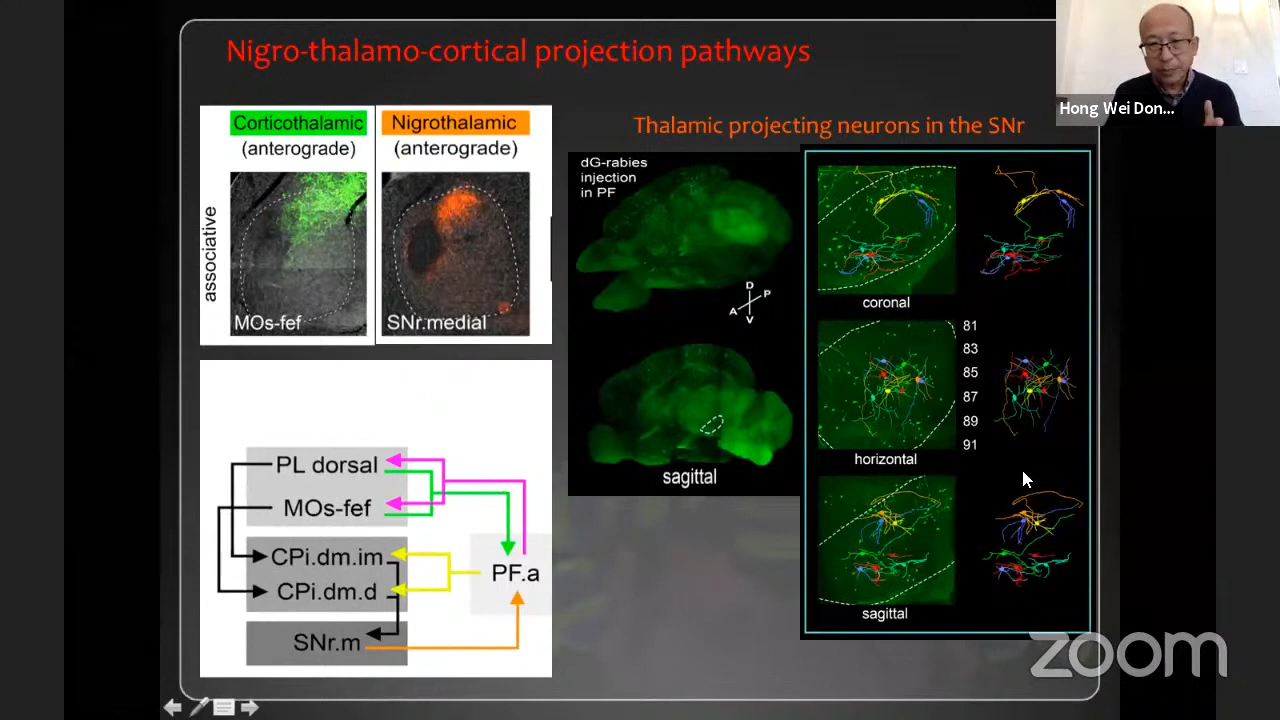 Nigro-thalamo-cortical projection pathways
Hong Wei Don...
Corticothalamic
(anterograde)
Nigrothalamic
(anterograde)
associative
MOs-fef
SNr.medial
Thalamic projecting neurons in the SNr
dG-rabies
injection
in PF
D
P
A
V
sagittal
coronal
81
83
85
87
89
91
horizontal
sagittal
PL dorsal
MOs-fef
CPi.dm.im
CPi.dm.d
SNr.m
PF.a
zoom